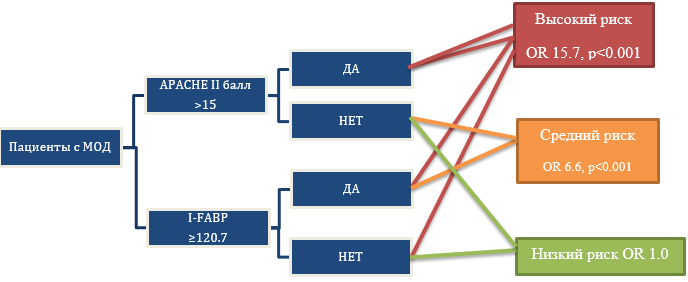 Пациенты с МОД
APACHE II балл
>15
I-FABP
≥120.7
ДА
НЕТ
ДА
НЕТ
Высокий риск
OR 15.7, p<0.001
Средний риск
OR 6.6, p<0.001
Низкий риск OR 1.0